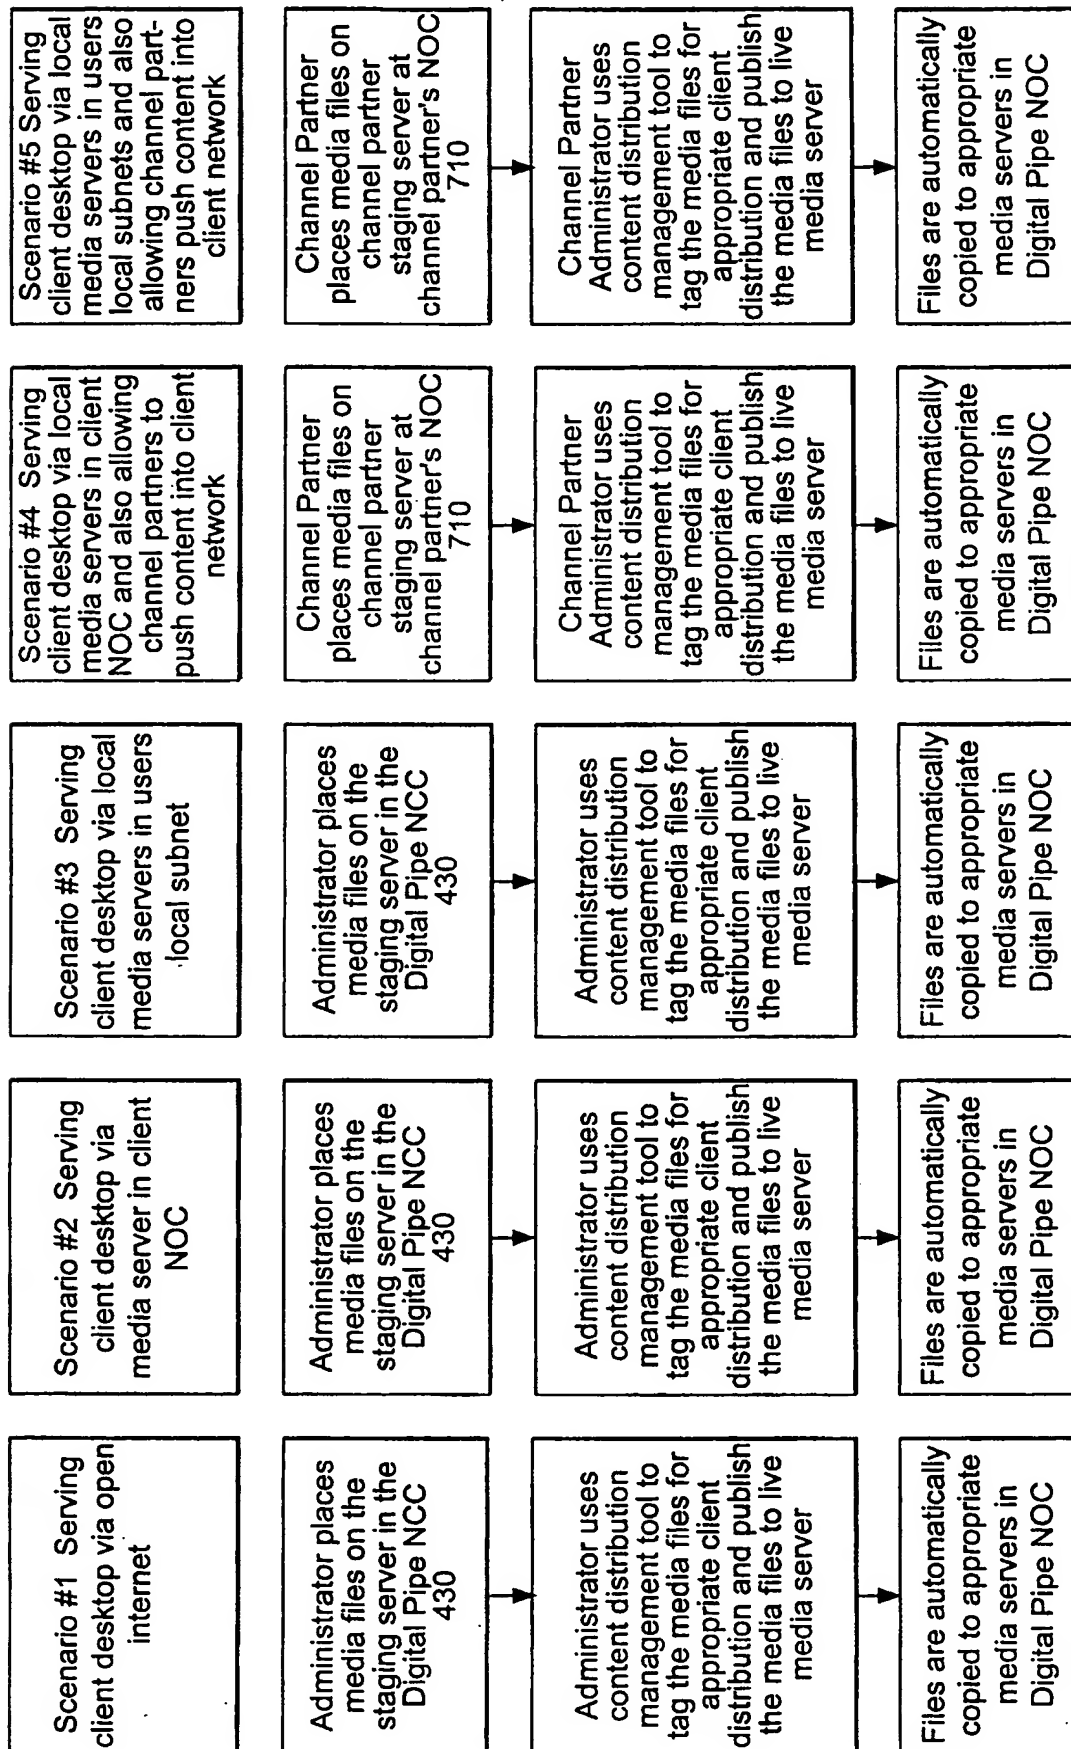 Scenario #1 Serving
client desktop via open
internet
Administrator places
media files on the
staging server in the
Digital Pipe NCC
430
Administrator uses
content distribution
management tool to
tag the media files for
appropriate client
distribution and publish
the media files to live
media server
Files are automatically
copied to appropriate
media servers in
Digital Pipe NOC
Scenario #2 Serving
client desktop via
media server in client
NOC
Administrator places
media files on the
staging server in the
Digital Pipe NCC
430
Administrator uses
content distribution
management tool to
tag the media files for
appropriate client
distribution and publish
the media files to live
media server
Files are automatically
copied to appropriate
media servers in
Digital Pipe NOC
Scenario #3 Serving
client desktop via local
media servers in users
local subnet
Administrator places
media files on the
staging server in the
Digital Pipe NCC
430
Administrator uses
content distribution
management tool to
tag the media files for
appropriate client
distribution and publish
the media files to live
media server
Files are automatically
copied to appropriate
media servers in
Digital Pipe NOC
Scenario #4 Serving
client desktop via local
media servers in client
NOC and also allowing
channel partners to
push content into client
network
Channel Partner
places media files on
channel partner
staging server at
channel partner's NOC
710
Channel Partner
Administrator uses
content distribution
management tool to
tag the media files for
appropriate client
distribution and publish
the media files to live
media server
Files are automatically
copied to appropriate
media servers in
Digital Pipe NOC
Scenario #5 Serving
client desktop via local
media servers in users
local subnets and also
allowing channel part-
ners push content into
client network
Channel Partner
places media files on
channel partner
staging server at
channel partner's NOC
710
Channel Partner
Administrator uses
content distribution
management tool to
tag the media files for
appropriate client
distribution and publish
the media files to live
media server
Files are automatically
copied to appropriate
media servers in
Digital Pipe NOC